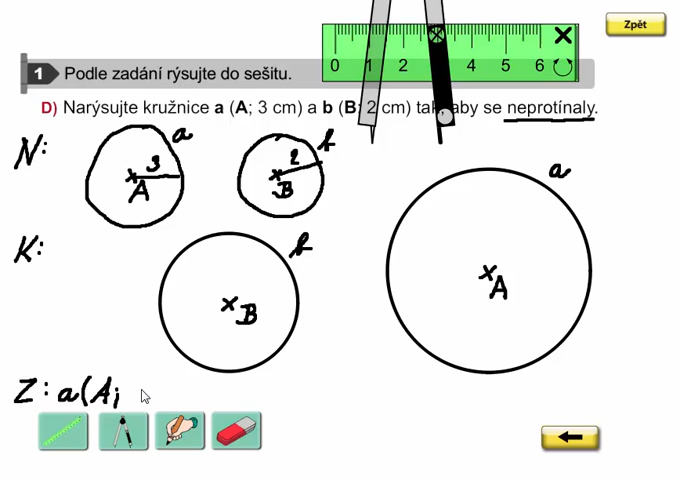 Zpět
0 1 2 4 5 6
1 Podle zadání rýsujte do sešitu.
D) Narýsujte kružnice a (A; 3 cm) a b (B; 2 cm) tak, aby se neprotínaly.
N: A 3 a B 2 b a
K: B b A
Z: a(A;